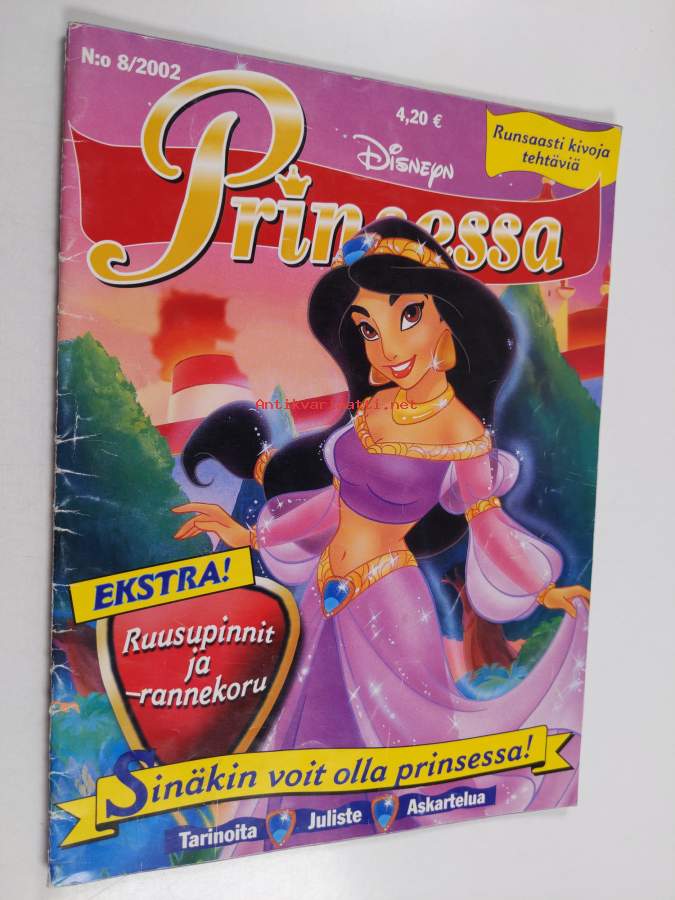 N:o 8/2002
4,20 €
Runsaasti kivoja
tehtäviä
Disneyn
Prinsessa
Antikvariaatti.net
EKSTRA!
Ruusupinnit
ja
-rannekoru
Sinäkin voit olla prinsessa!
Tarinoita Juliste Askartelua